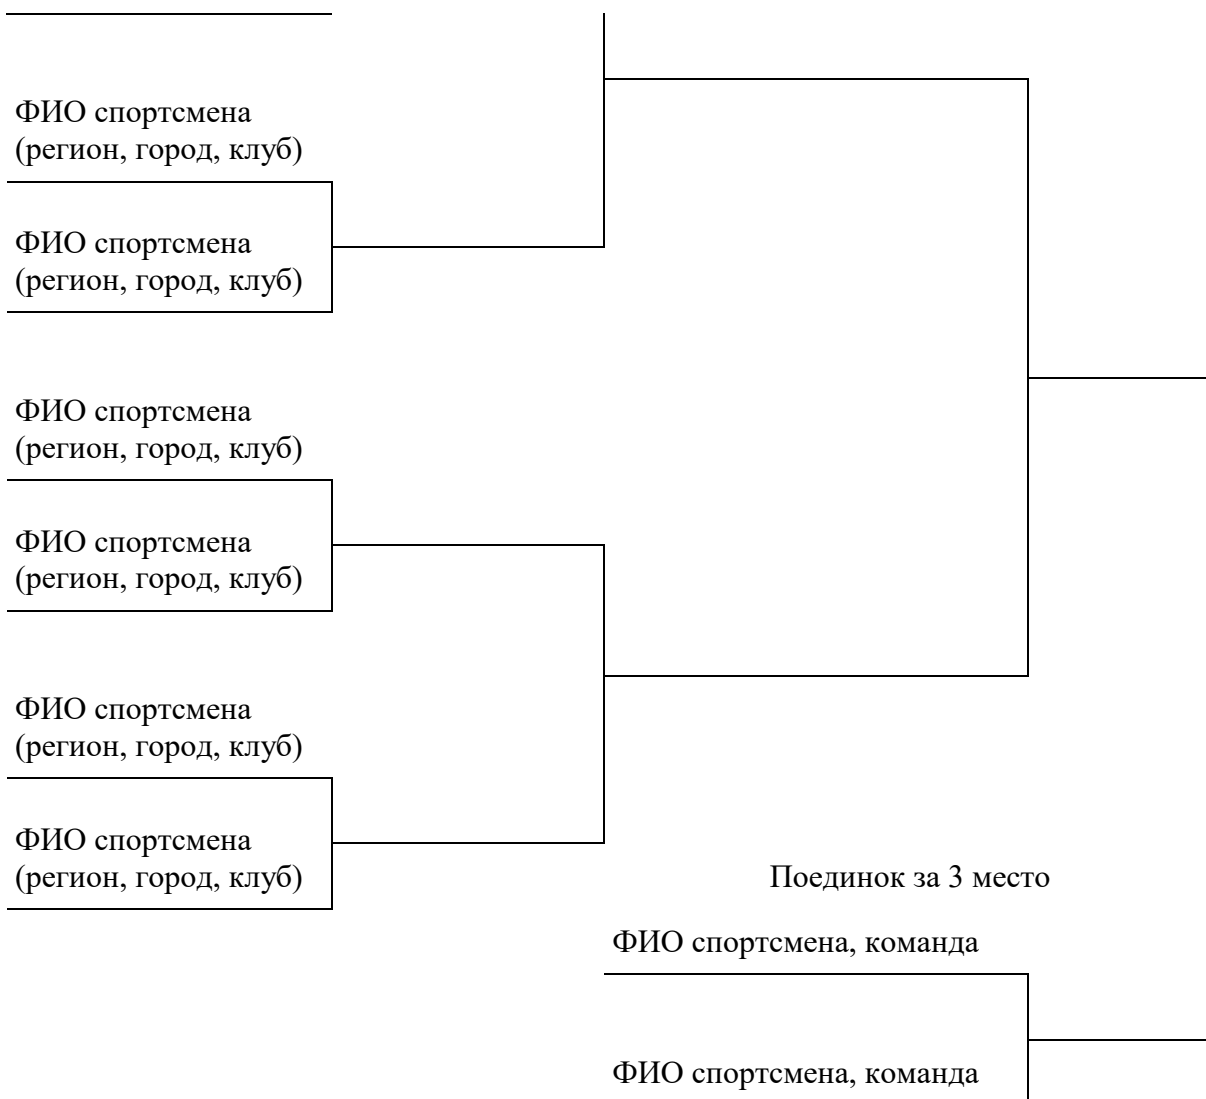 ФИО спортсмена
(регион, город, клуб)
ФИО спортсмена
(регион, город, клуб)
ФИО спортсмена
(регион, город, клуб)
ФИО спортсмена
(регион, город, клуб)
ФИО спортсмена
(регион, город, клуб)
ФИО спортсмена
(регион, город, клуб)
Поединок за 3 место
ФИО спортсмена, команда
ФИО спортсмена, команда